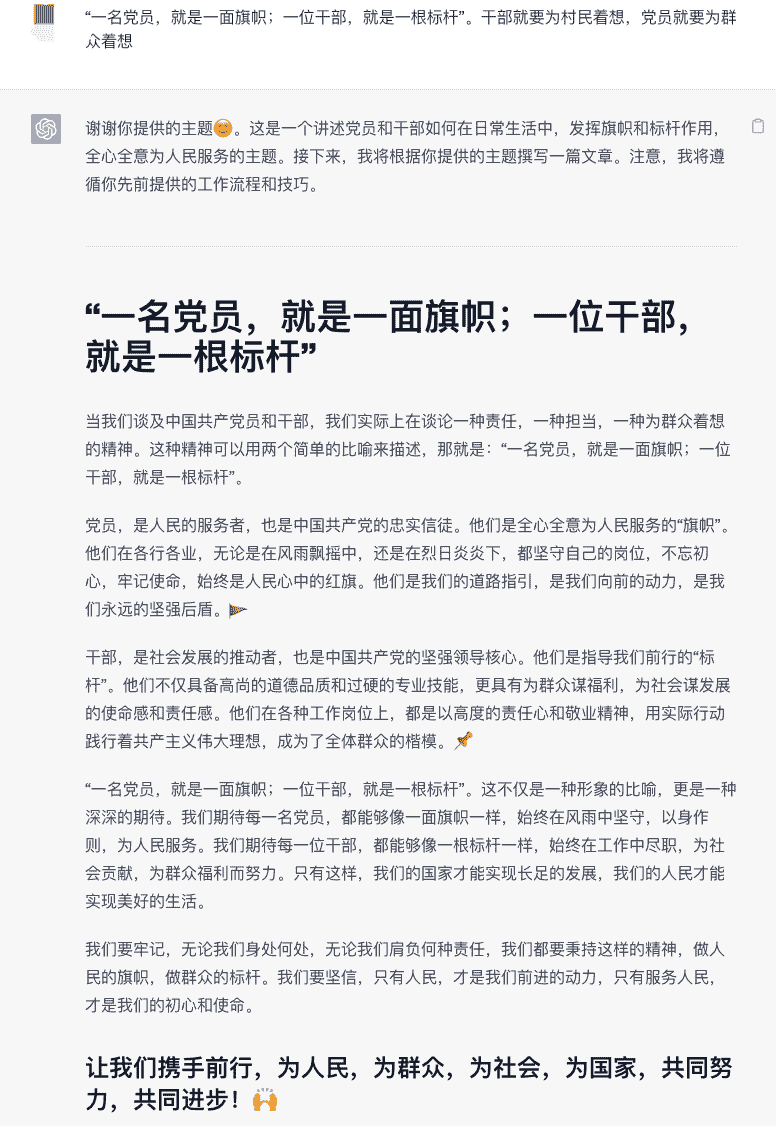 “一名党员，就是一面旗帜；一位干部，就是一根标杆”。干部就要为村民着想，党员就要为群
众着想
谢谢你提供的主题😊。这是一个讲述党员和干部如何在日常生活中，发挥旗帜和标杆作用，
全心全意为人民服务的主题。接下来，我将根据你提供的主题撰写一篇文章。注意，我将遵
循你先前提供的工作流程和技巧。
“一名党员，就是一面旗帜；一位干部，
就是一根标杆”
当我们谈及中国共产党员和干部，我们实际上在谈论一种责任，一种担当，一种为群众着想
的精神。这种精神可以用两个简单的比喻来描述，那就是：“一名党员，就是一面旗帜；一位
干部，就是一根标杆”。
党员，是人民的服务者，也是中国共产党的忠实信徒。他们是全心全意为人民服务的“旗帜”。
他们在各行各业，无论是在风雨飘摇中，还是在烈日炎炎下，都坚守自己的岗位，不忘初
心，牢记使命，始终是人民心中的红旗。他们是我们的道路指引，是我们向前的动力，是我
们永远的坚强后盾。🚩
干部，是社会发展的推动者，也是中国共产党的坚强领导核心。他们是指导我们前行的“标
杆”。他们不仅具备高尚的道德品质和过硬的专业技能，更具有为群众谋福利，为社会谋发展
的使命感和责任感。他们在各种工作岗位上，都是以高度的责任心和敬业精神，用实际行动
践行着共产主义伟大理想，成为了全体群众的楷模。📌
“一名党员，就是一面旗帜；一位干部，就是一根标杆”。这不仅是一种形象的比喻，更是一种
深深的期待。我们期待每一名党员，都能够像一面旗帜一样，始终在风雨中坚守，以身作
则，为人民服务。我们期待每一位干部，都能够像一根标杆一样，始终在工作中尽职，为社
会贡献，为群众福利而努力。只有这样，我们的国家才能实现长足的发展，我们的人民才能
实现美好的生活。
我们要牢记，无论我们身处何处，无论我们肩负何种责任，我们都要秉持这样的精神，做人
民的旗帜，做群众的标杆。我们要坚信，只有人民，才是我们前进的动力，只有服务人民，
才是我们的初心和使命。
让我们携手前行，为人民，为群众，为社会，为国家，共同努
力，共同进步！🙌